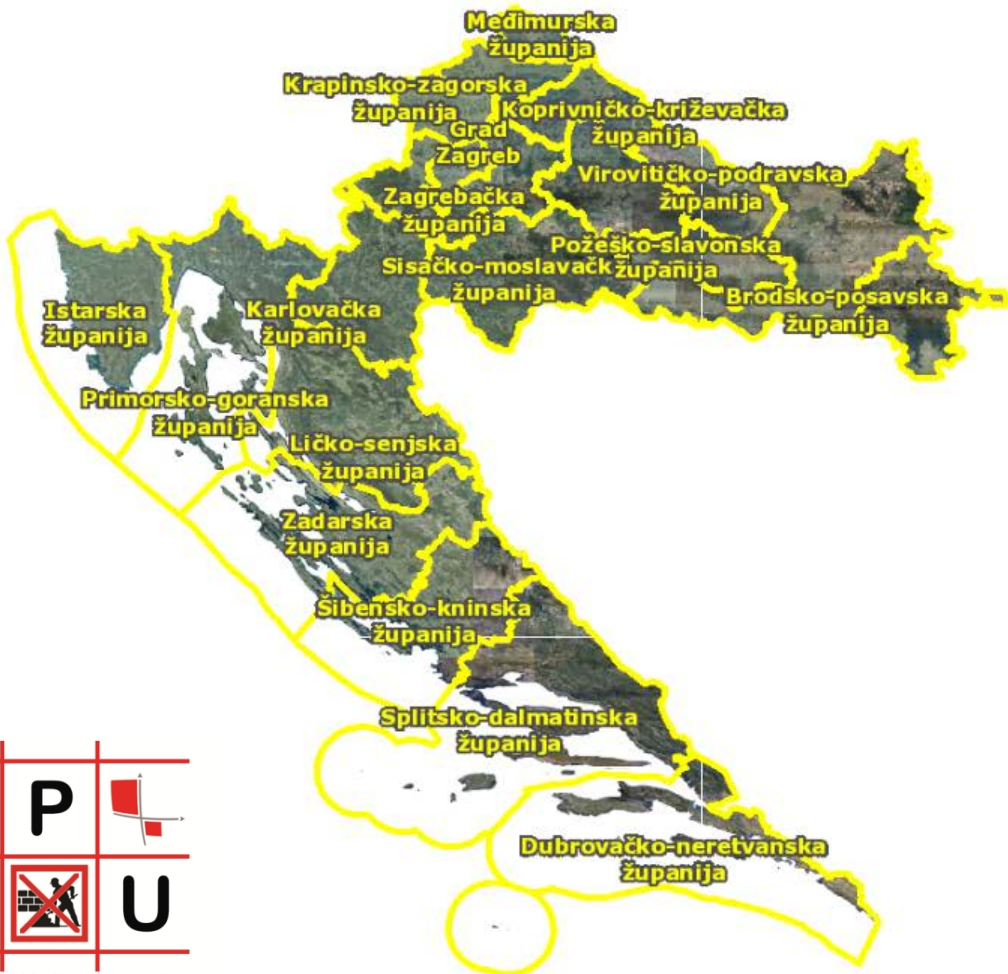 Međimurska
županija
Krapinsko-zagorska
županija
Koprivničko-križevačka
županija
Grad
Zagreb
Virovitičko-podravska
županija
Zagrebačka
županija
Požeško-slavonska
županija
Sisačko-moslavačk
županija
Brodsko-posavska
županija
Istarska
županija
Karlovačka
županija
Primorsko-goranska
županija
Ličko-senjska
županija
Zadarska
županija
Šibensko-kninska
županija
Splitsko-dalmatinska
županija
Dubrovačko-neretvanska
županija
P
U